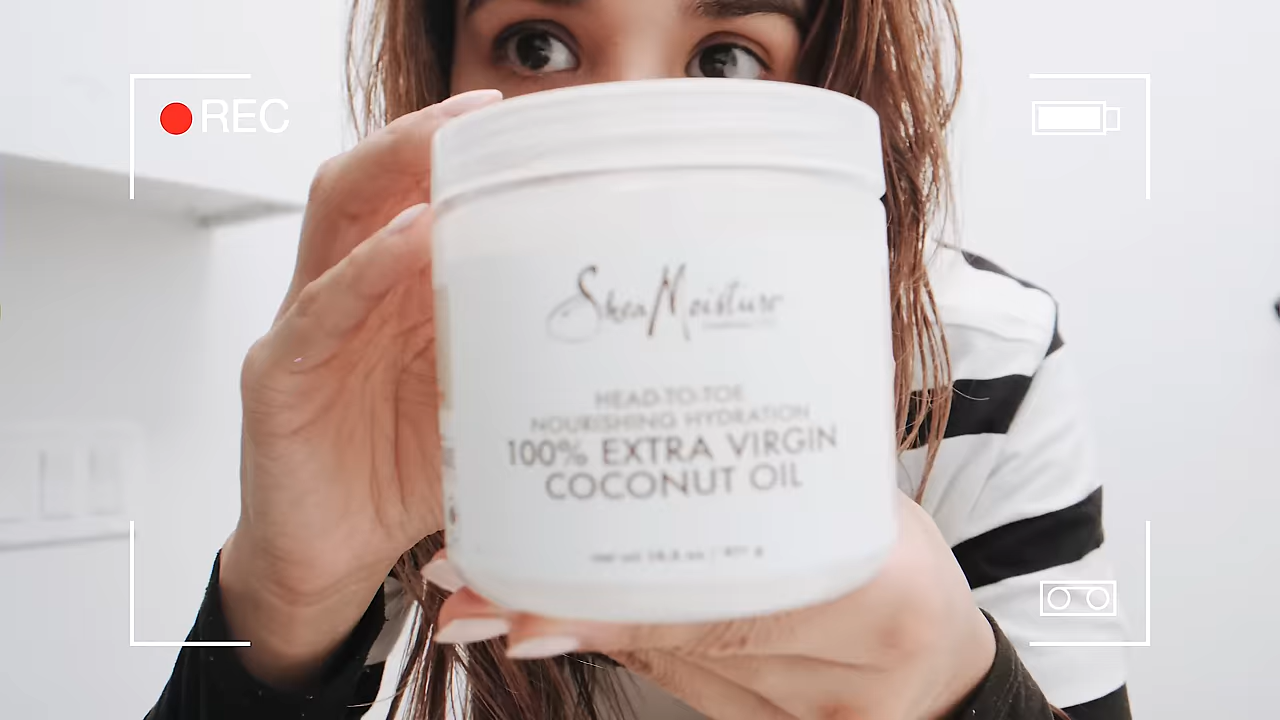 REC
SheaMoisture
HEAD-TO-TOE
NOURISHING HYDRATION
100% EXTRA VIRGIN
COCONUT OIL